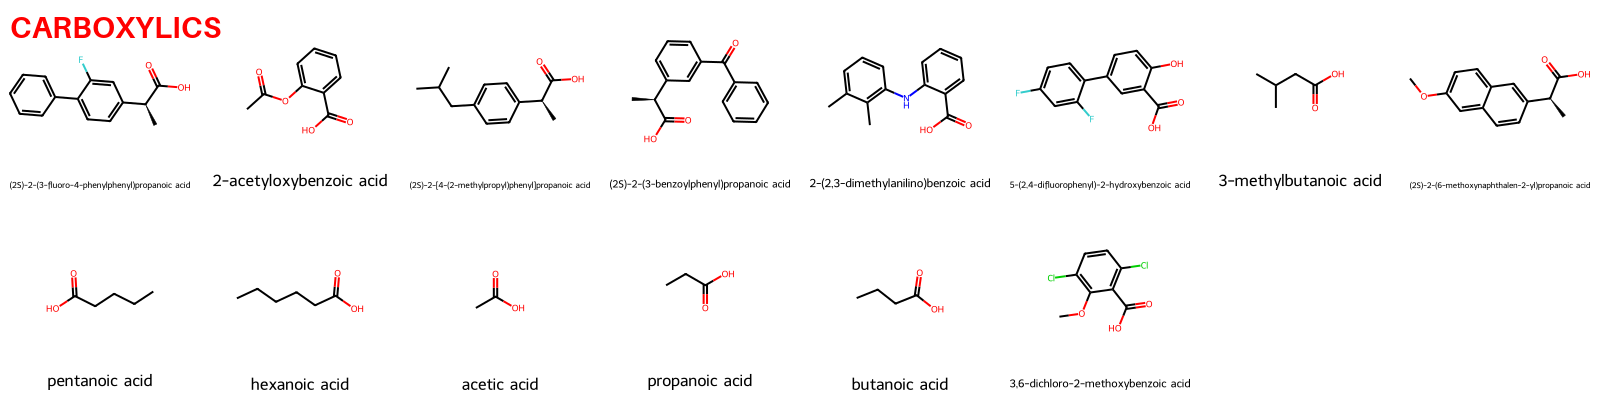 CARBOXYLICS
F
O
OH
O
O
O
HO
O
OH
O
O
HO
NH
O
HO
F
F
OH
O
OH
OH
O
O
O
OH
(2S)-2-(3-fluoro-4-phenylphenyl)propanoic acid
2-acetyloxybenzoic acid
(2S)-2-[4-(2-methylpropyl)phenyl]propanoic acid
(2S)-2-(3-benzoylphenyl)propanoic acid
2-(2,3-dimethylanilino)benzoic acid
5-(2,4-difluorophenyl)-2-hydroxybenzoic acid
3-methylbutanoic acid
(2S)-2-(6-methoxynaphthalen-2-yl)propanoic acid
O
HO
O
OH
O
OH
OH
O
O
OH
Cl
Cl
O
O
HO
pentanoic acid
hexanoic acid
acetic acid
propanoic acid
butanoic acid
3,6-dichloro-2-methoxybenzoic acid